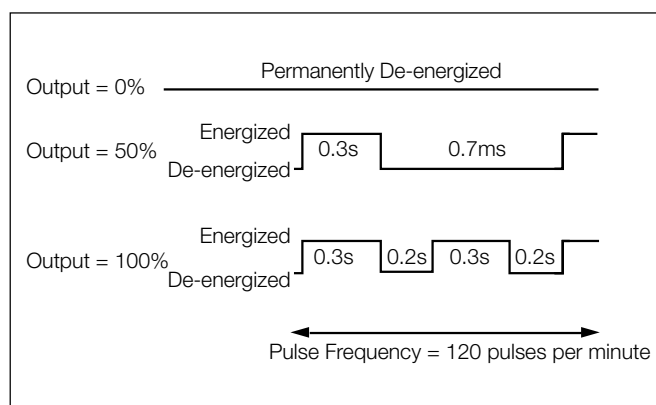 Permanently De-energized
Output = 0%
Energized
Output = 50%
0.3s 0.7ms
De-energized
Energized
Output = 100%
0.3s 0.2s 0.3s 0.2s
De-energized
Pulse Frequency = 120 pulses per minute